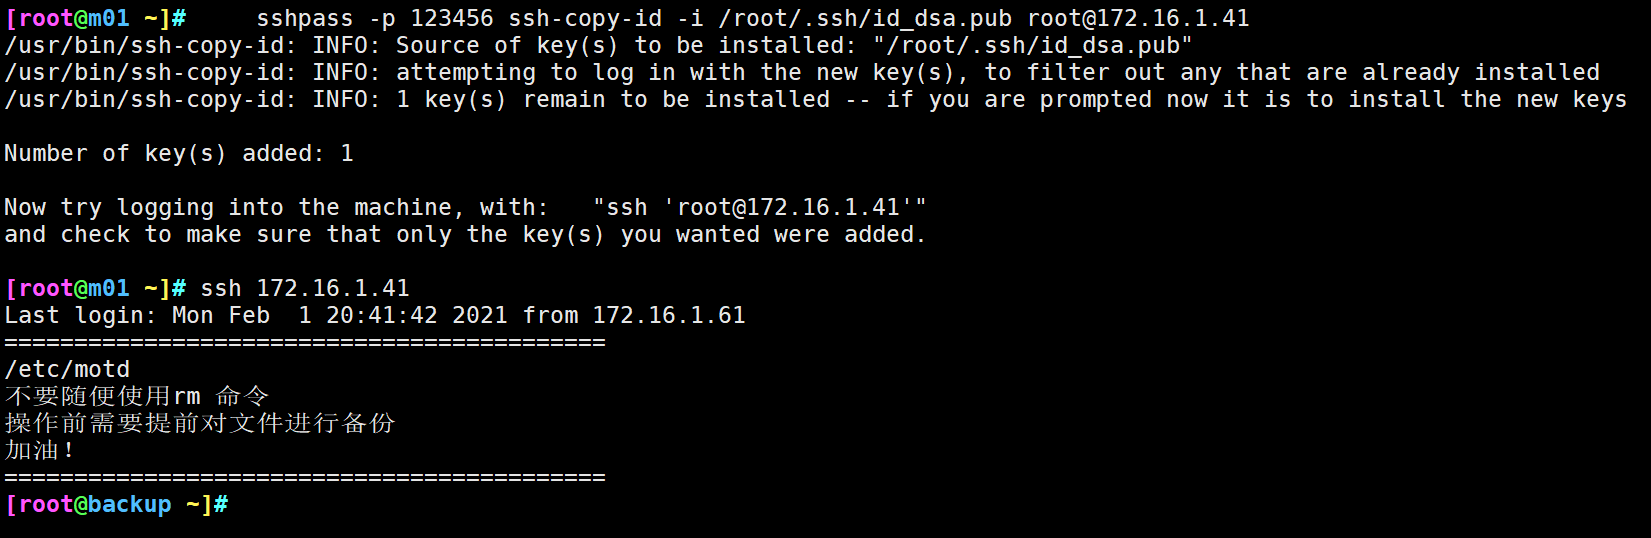 [root@m01 ~]#     sshpass -p 123456 ssh-copy-id -i /root/.ssh/id_dsa.pub root@172.16.1.41
/usr/bin/ssh-copy-id: INFO: Source of key(s) to be installed: "/root/.ssh/id_dsa.pub"
/usr/bin/ssh-copy-id: INFO: attempting to log in with the new key(s), to filter out any that are already installed
/usr/bin/ssh-copy-id: INFO: 1 key(s) remain to be installed -- if you are prompted now it is to install the new keys
Number of key(s) added: 1
Now try logging into the machine, with:   "ssh 'root@172.16.1.41'"
and check to make sure that only the key(s) you wanted were added.
[root@m01 ~]# ssh 172.16.1.41
Last login: Mon Feb  1 20:41:42 2021 from 172.16.1.61
===========================================
/etc/motd
不要随便使用rm 命令
操作前需要提前对文件进行备份
加油！
===========================================
[root@backup ~]#